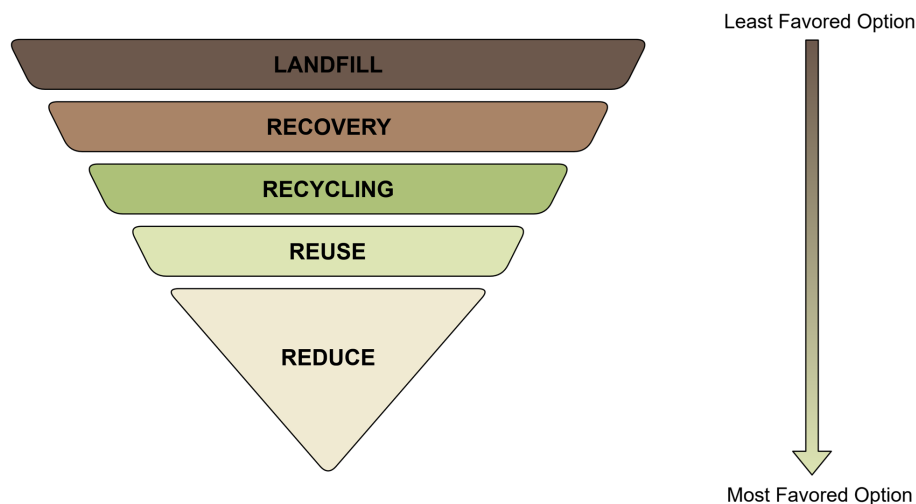 Least Favored Option
LANDFILL
RECOVERY
RECYCLING
REUSE
REDUCE
Most Favored Option